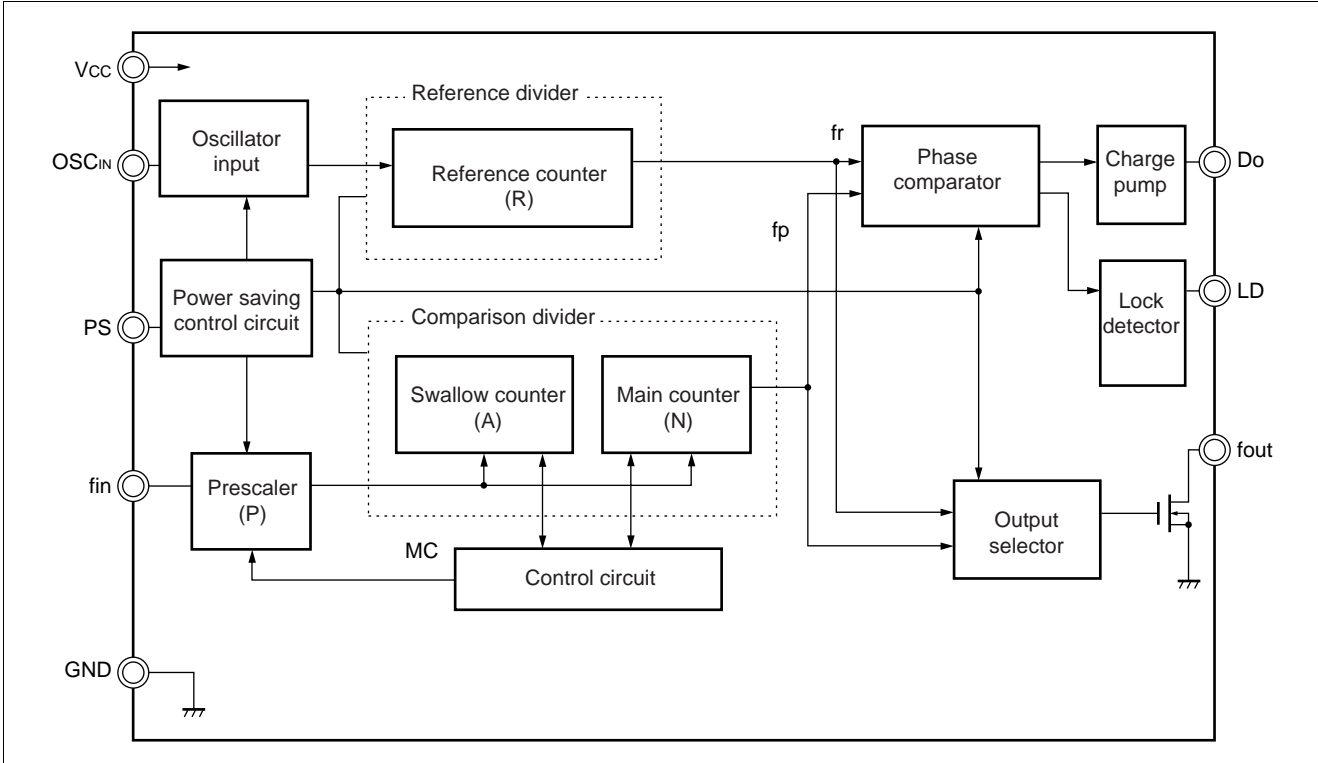 VCC
Reference divider
OSCIN
Oscillator
input
Reference counter
(R)
fr
Phase
comparator
Charge
pump
Do
fp
PS
Power saving
control circuit
Comparison divider
Lock
detector
LD
Swallow counter
(A)
Main counter
(N)
fin
Prescaler
(P)
fout
Output
selector
MC
Control circuit
GND